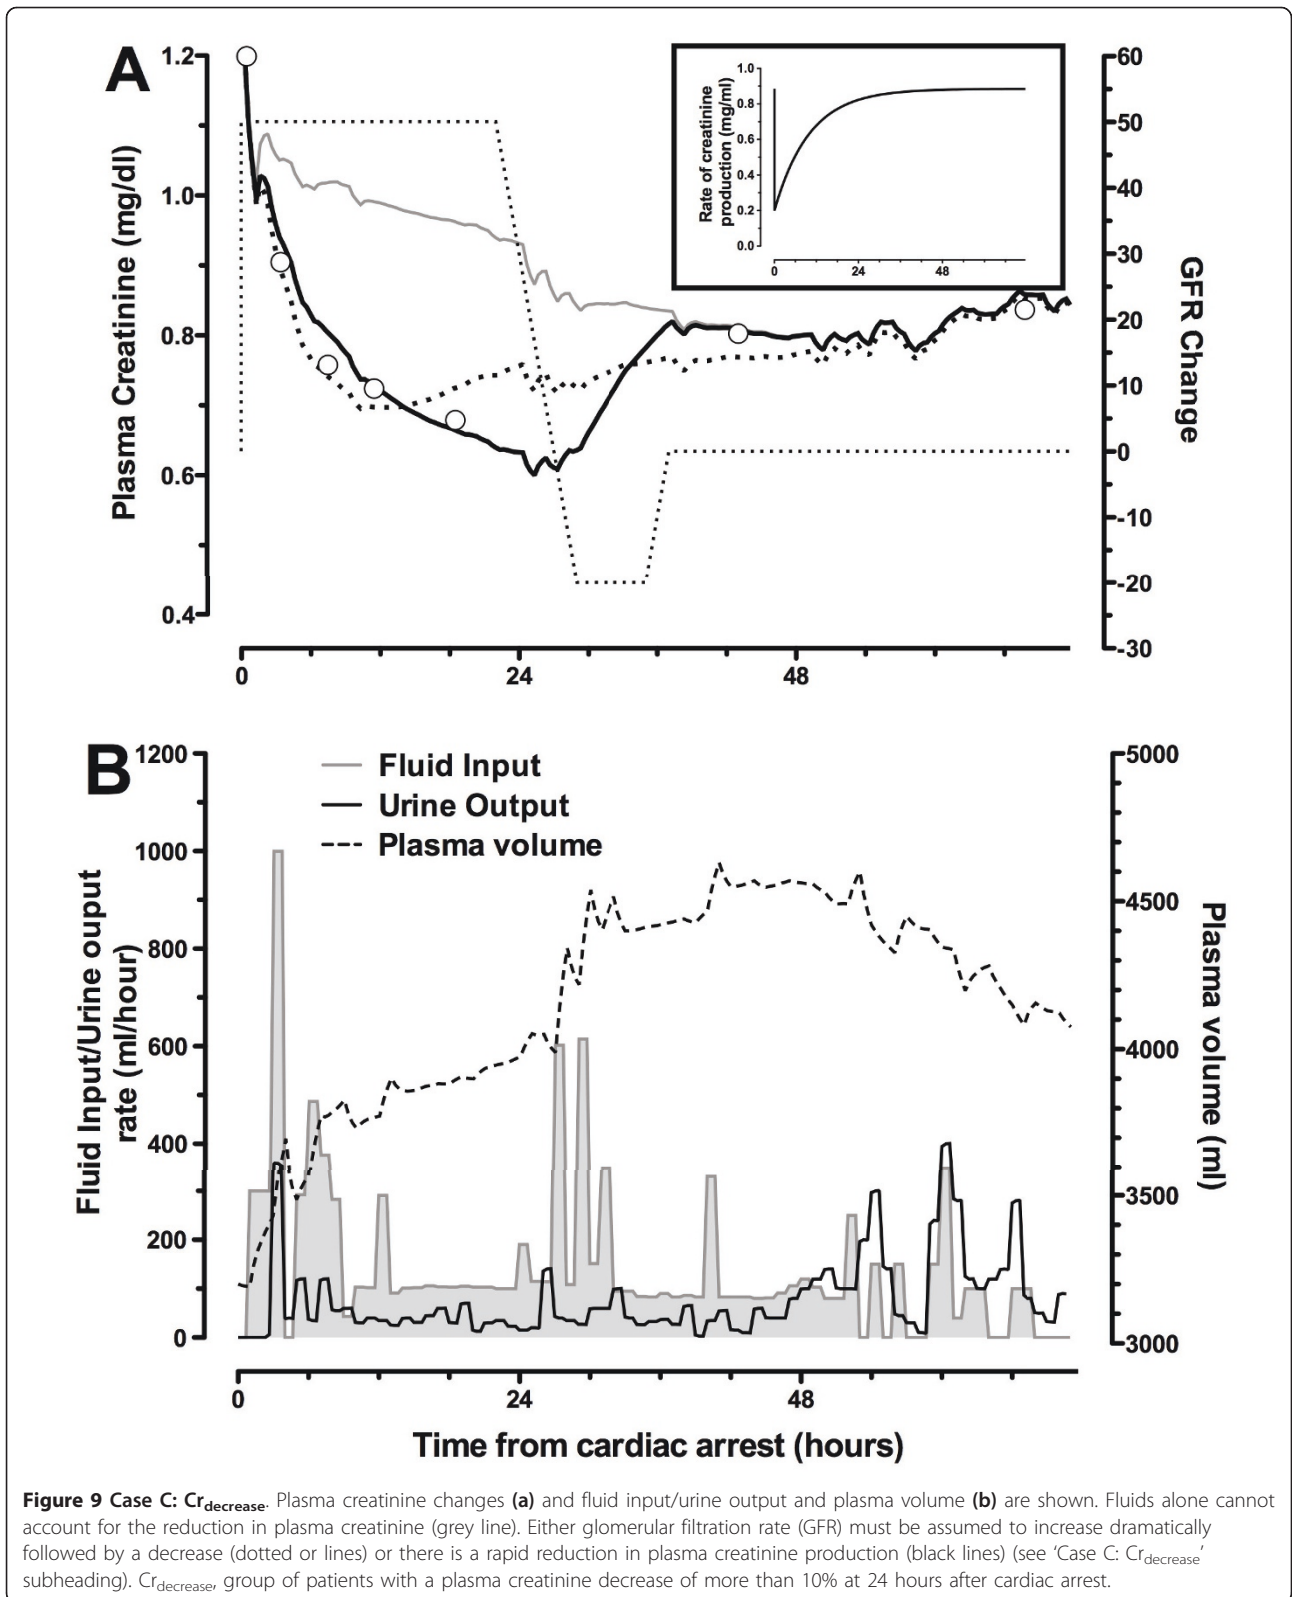 A
1.2
1.0
0.8
0.6
0.4
Plasma Creatinine (mg/dl)
60
50
40
30
20
10
0
-10
-20
-30
GFR Change
0
24
48
Rate of creatinine
production (mg/ml)
1.0
0.8
0.6
0.4
0.2
0.0
0
24
48
B
1200
1000
800
600
400
200
0
Fluid Input/Urine ouput
rate (ml/hour)
Fluid Input
Urine Output
Plasma volume
5000
4500
4000
3500
3000
Plasma volume (ml)
0
24
48
Time from cardiac arrest (hours)
Figure 9 Case C: Crdecrease. Plasma creatinine changes (a) and fluid input/urine output and plasma volume (b) are shown. Fluids alone cannot
account for the reduction in plasma creatinine (grey line). Either glomerular filtration rate (GFR) must be assumed to increase dramatically
followed by a decrease (dotted or lines) or there is a rapid reduction in plasma creatinine production (black lines) (see 'Case C: Crdecrease'
subheading). Crdecrease, group of patients with a plasma creatinine decrease of more than 10% at 24 hours after cardiac arrest.